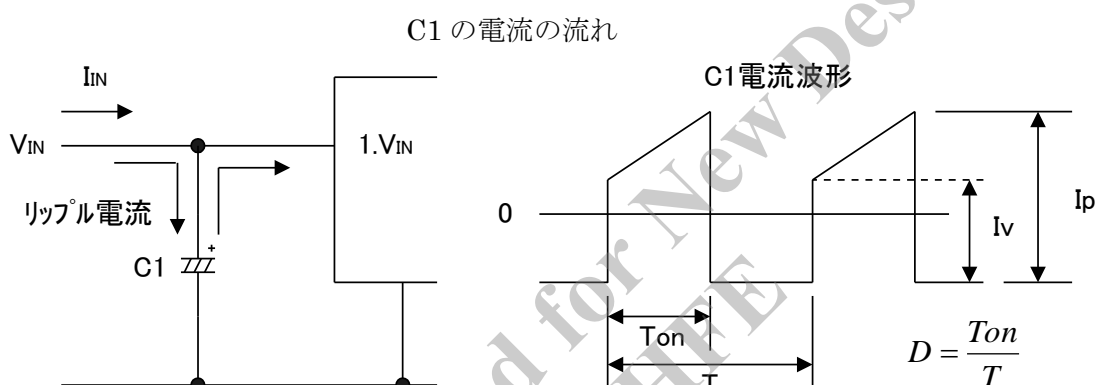 C1 の電流の流れ
IIN
VIN
1.VIN
リップル電流
+
C1
C1電流波形
0
Iv
Ip
Ton
T
D = Ton / T